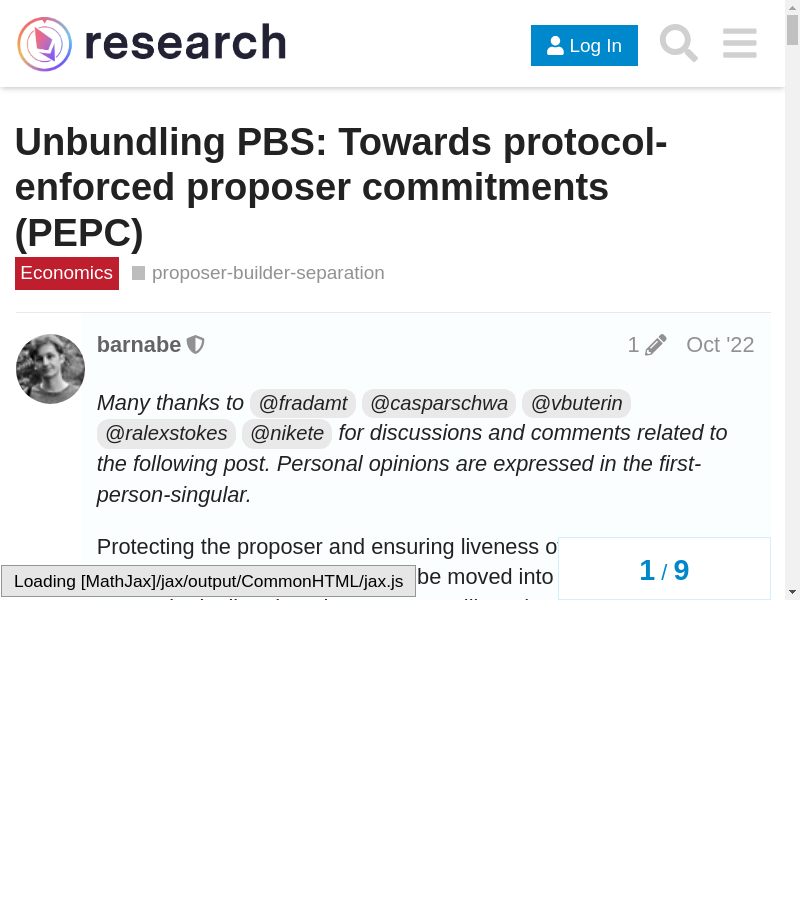 research
Log In
Unbundling PBS: Towards protocol-
enforced proposer commitments
(PEPC)
Economics proposer-builder-separation
barnabe 1 Oct '22
Many thanks to @fradamt @casparschwa @vbuterin
@ralexstokes @nikete for discussions and comments related to
the following post. Personal opinions are expressed in the first-
person-singular.
Protecting the proposer and ensuring liveness
be moved into
1 / 9
Loading [MathJax]/jax/output/CommonHTML/jax.js